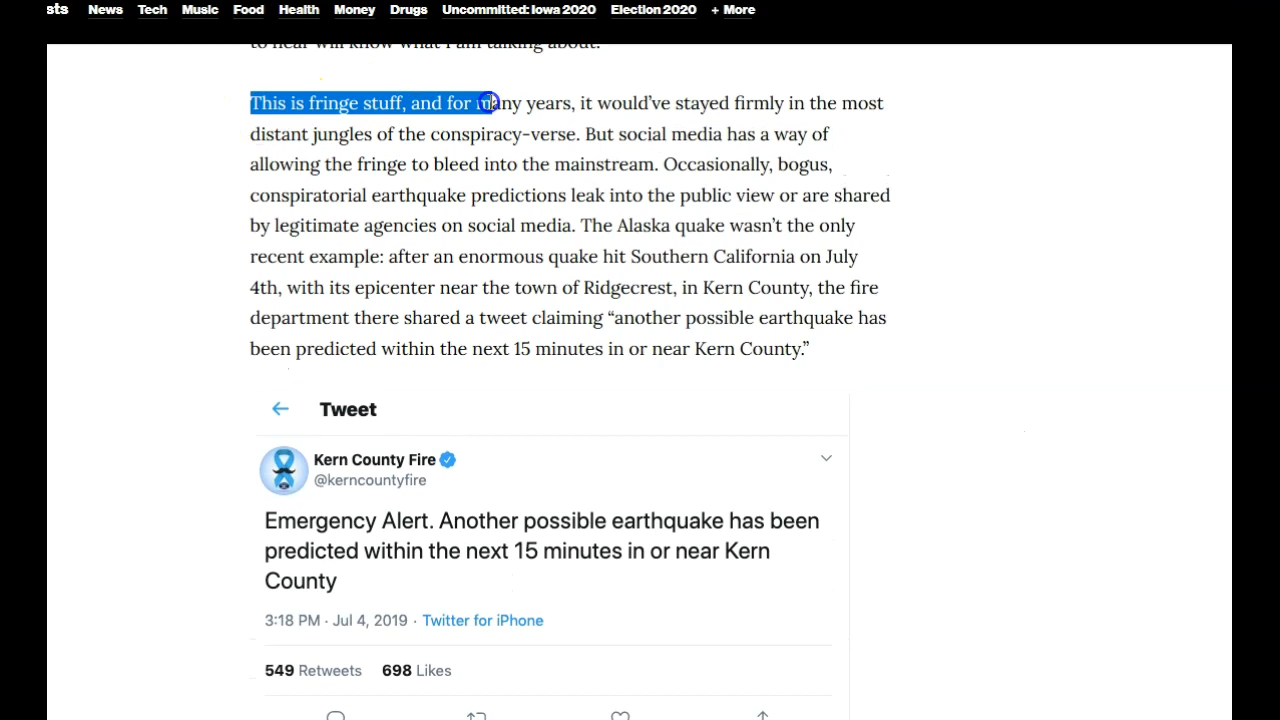 sts News Tech Music Food Health Money Drugs Uncommitted: Iowa 2020 Election 2020 + More
to hear will know what I am talking about.
This is fringe stuff, and for many years, it would've stayed firmly in the most
distant jungles of the conspiracy-verse. But social media has a way of
allowing the fringe to bleed into the mainstream. Occasionally, bogus,
conspiratorial earthquake predictions leak into the public view or are shared
by legitimate agencies on social media. The Alaska quake wasn't the only
recent example: after an enormous quake hit Southern California on July
4th, with its epicenter near the town of Ridgecrest, in Kern County, the fire
department there shared a tweet claiming “another possible earthquake has
been predicted within the next 15 minutes in or near Kern County.”
Tweet
Kern County Fire
@kerncountyfire
Emergency Alert. Another possible earthquake has been
predicted within the next 15 minutes in or near Kern
County
3:18 PM · Jul 4, 2019 · Twitter for iPhone
549 Retweets 698 Likes